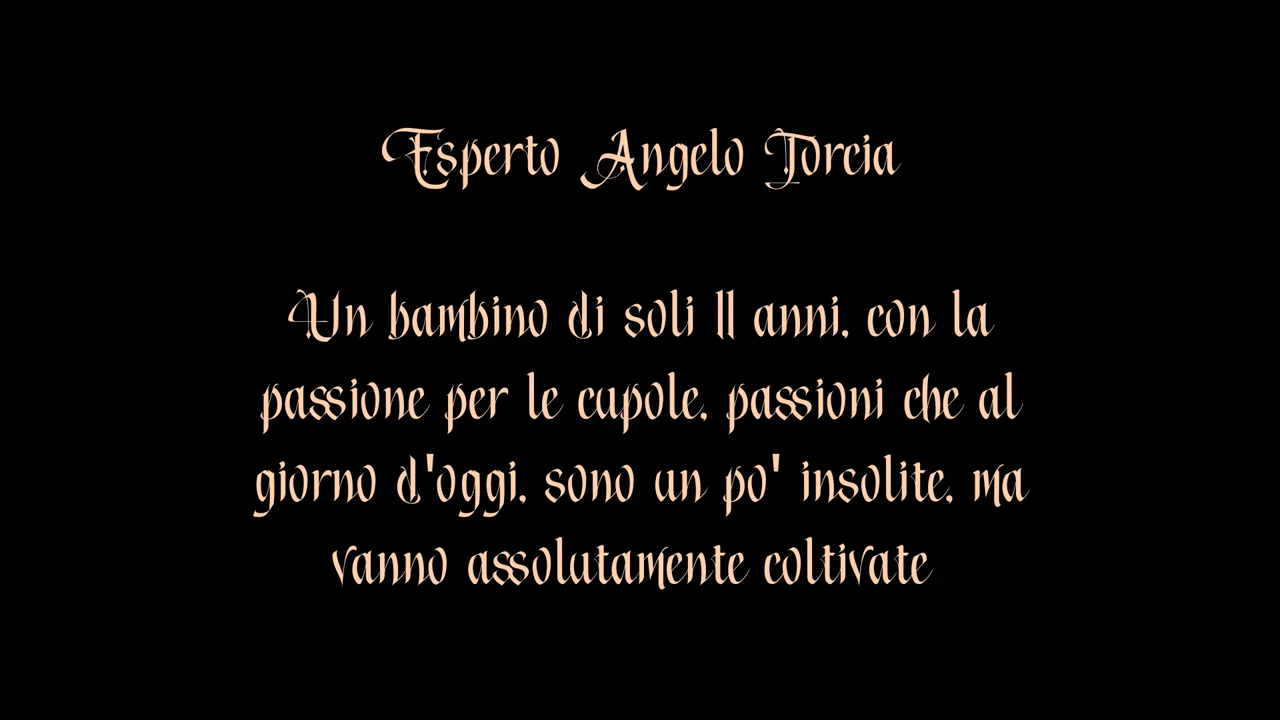 Esperto Angelo Torcia
Un bambino di soli 11 anni, con la
passione per le cupole, passioni che al
giorno d'oggi, sono un po' insolite, ma
vanno assolutamente coltivate